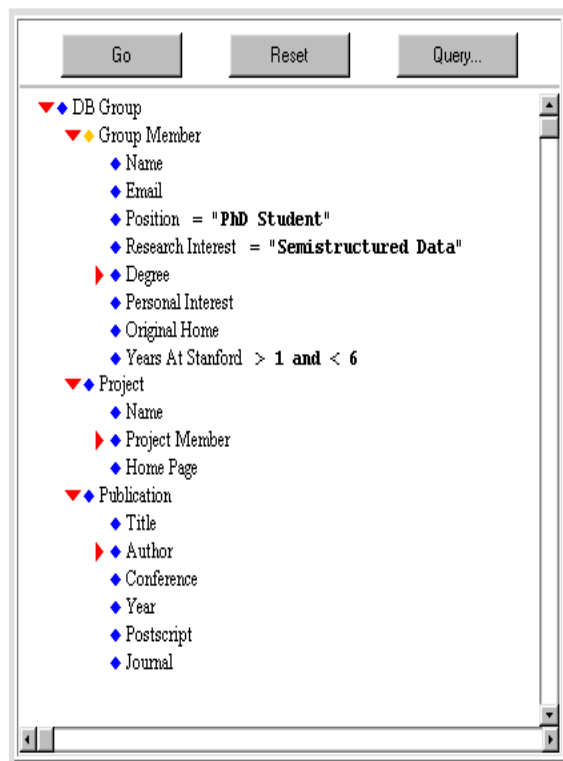 Go Reset Query...
DB Group
Group Member
Name
Email
Position = "PhD Student"
Research Interest = "Semistructured Data"
Degree
Personal Interest
Original Home
Years At Stanford > 1 and < 6
Project
Name
Project Member
Home Page
Publication
Title
Author
Conference
Year
Postscript
Journal